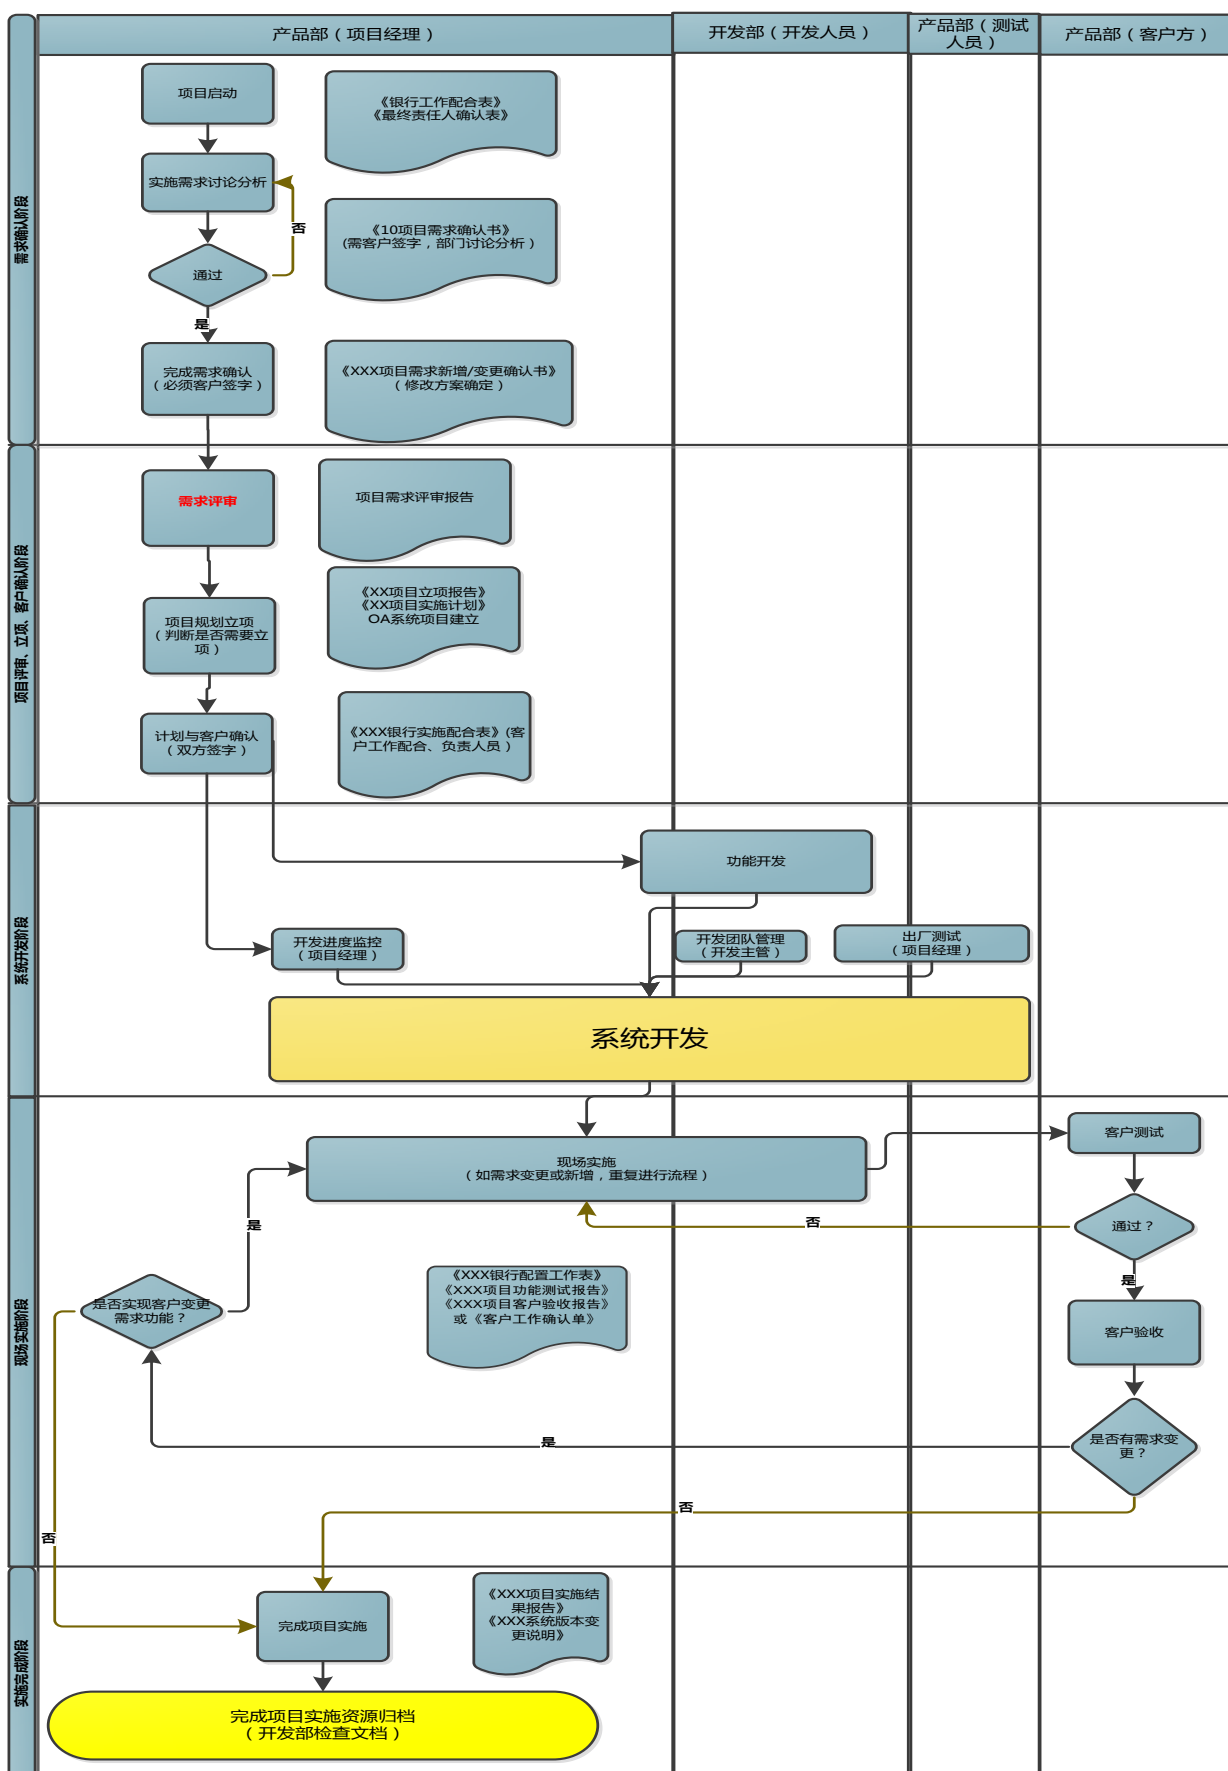 产品部（项目经理）
开发部（开发人员）
产品部（测试
人员）
产品部（客户方）
需求确认阶段
项目启动
《银行工作配合表》
《最终责任人确认表》
实施需求讨论分析
否
《10项目需求确认书》
(需客户签字，部门讨论分析）
通过
是
完成需求确认
（必须客户签字）
《XXX项目需求新增/变更确认书》
（修改方案确定）
项目评审、立项、客户确认阶段
需求评审
项目需求评审报告
项目规划立项
（判断是否需要立
项）
《XX项目立项报告》
《XX项目实施计划》
OA系统项目建立
计划与客户确认
（双方签字）
《XXX银行实施配合表》(客
户工作配合、负责人员）
系统开发阶段
功能开发
开发进度监控
（项目经理）
开发团队管理
（开发主管）
出厂测试
（项目经理）
系统开发
现场实施阶段
现场实施
（如需求变更或新增，重复进行流程）
客户测试
是
否
通过？
是
是否实现客户变更
需求功能？
《XXX银行配置工作表》
《XXX项目功能测试报告》
《XXX项目客户验收报告》
或《客户工作确认单》
客户验收
是
是否有需求变
更？
否
否
实施完成阶段
完成项目实施
《XXX项目实施结
果报告》
《XXX系统版本变
更说明》
完成项目实施资源归档
（开发部检查文档）